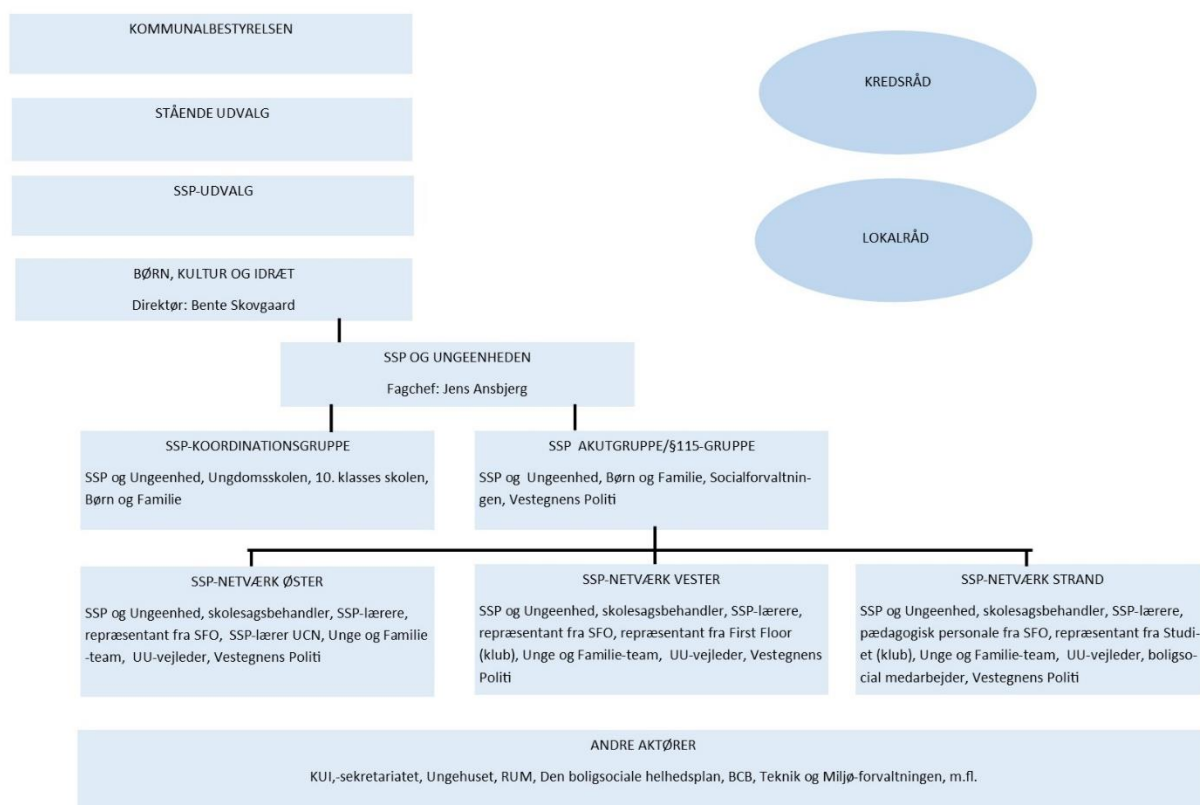 KOMMUNALBESTYRELSEN
KREDSRÅD
STÅENDE UDVALG
SSP-UDVALG
LOKALRÅD
BØRN, KULTUR OG IDRÆT
Direktør: Bente Skovgaard
SSP OG UNGEENHEDEN
Fagchef: Jens Ansbjerg
SSP-KOORDINATIONSGRUPPE
SSP og Ungeenhed, Ungdomsskolen, 10. klasses skolen,
Børn og Familie
SSP AKUTGRUPPE/§115-GRUPPE
SSP og Ungeenhed, Børn og Familie, Socialforvaltnin-
gen, Vestegnens Politi
SSP-NETVÆRK ØSTER
SSP og Ungeenhed, skolesagsbehandler, SSP-lærere,
repræsentant fra SFO, SSP-lærer UCN, Unge og Familie
-team, UU-vejleder, Vestegnens Politi
SSP-NETVÆRK VESTER
SSP og Ungeenhed, skolesagsbehandler, SSP-lærere,
repræsentant fra SFO, repræsentant fra First Floor
(klub), Unge og Familie-team, UU-vejleder, Vestegnens
Politi
SSP-NETVÆRK STRAND
SSP og Ungeenhed, skolesagsbehandler, SSP-lærere,
pædagogisk personale fra SFO, repræsentant fra Studi-
et (klub), Unge og Familie-team, UU-vejleder, boligso-
cial medarbejder, Vestegnens Politi
ANDRE AKTØRER
KUI,-sekretariatet, Ungehuset, RUM, Den boligsociale helhedsplan, BCB, Teknik og Miljø-forvaltningen, m.fl.